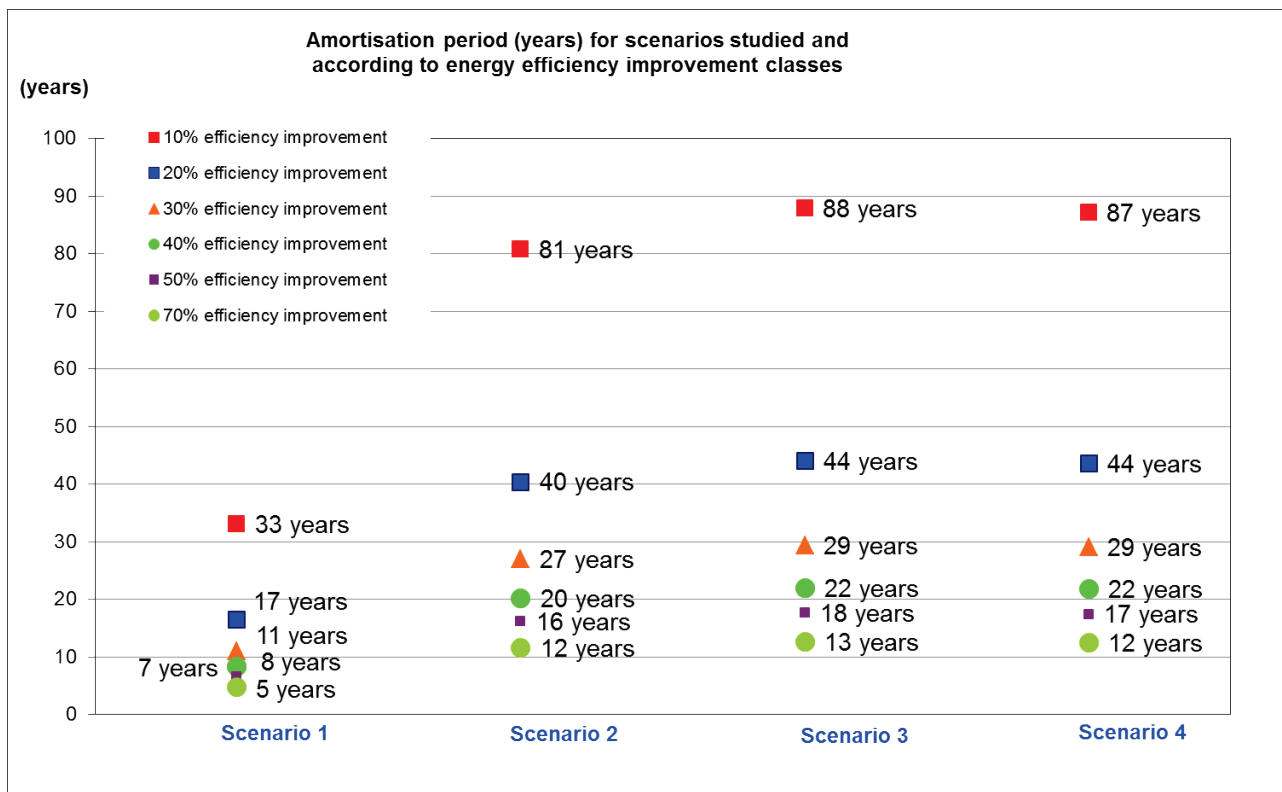 Amortisation period (years) for scenarios studied and
according to energy efficiency improvement classes
(years)
100
90
80
70
60
50
40
30
20
10
0
10% efficiency improvement
20% efficiency improvement
30% efficiency improvement
40% efficiency improvement
50% efficiency improvement
70% efficiency improvement
33 years
17 years
11 years
8 years
7 years
5 years
81 years
40 years
27 years
20 years
16 years
12 years
88 years
44 years
29 years
22 years
18 years
13 years
87 years
44 years
29 years
22 years
17 years
12 years
Scenario 1
Scenario 2
Scenario 3
Scenario 4